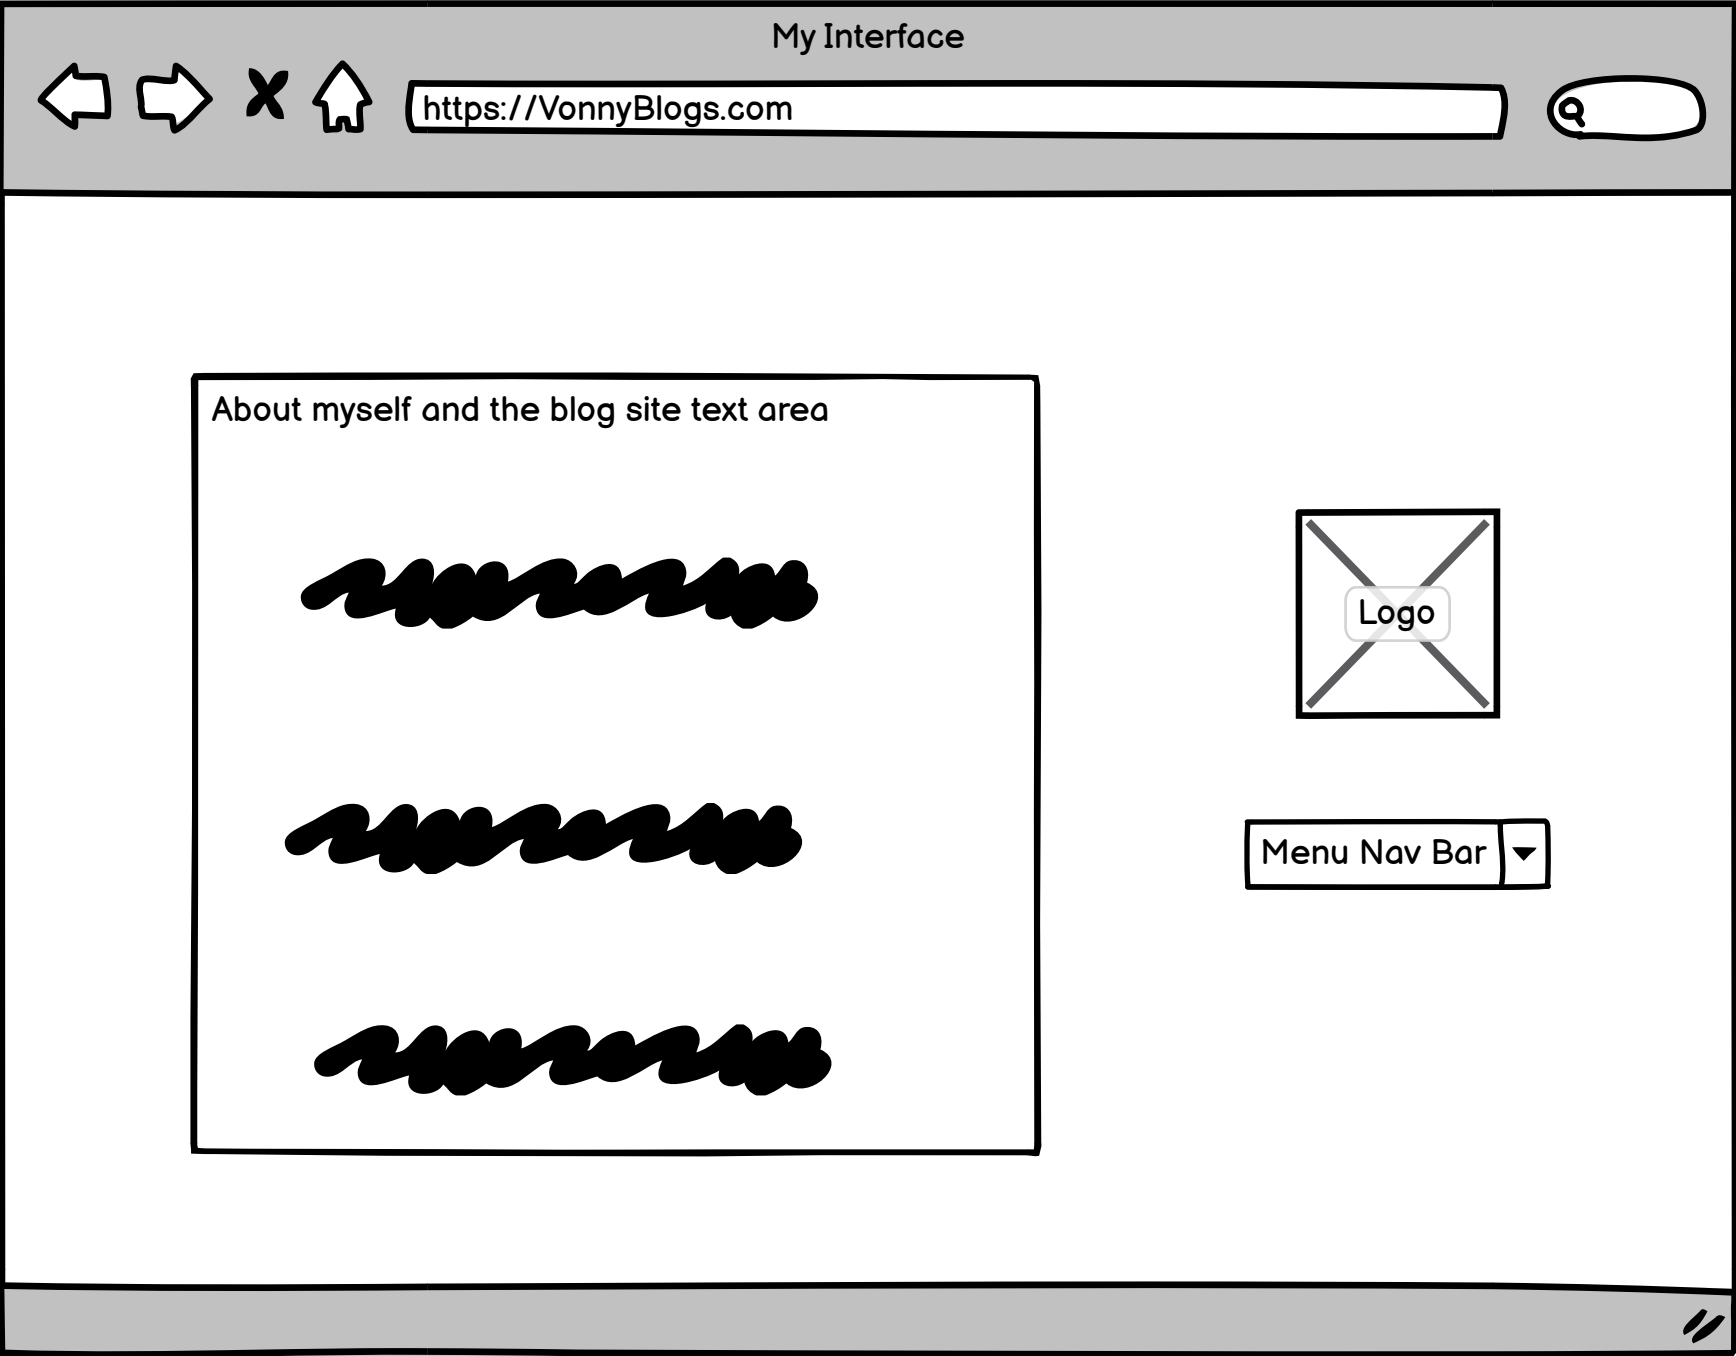 My Interface
https://VonnyBlogs.com
About myself and the blog site text area
Logo
Menu Nav Bar